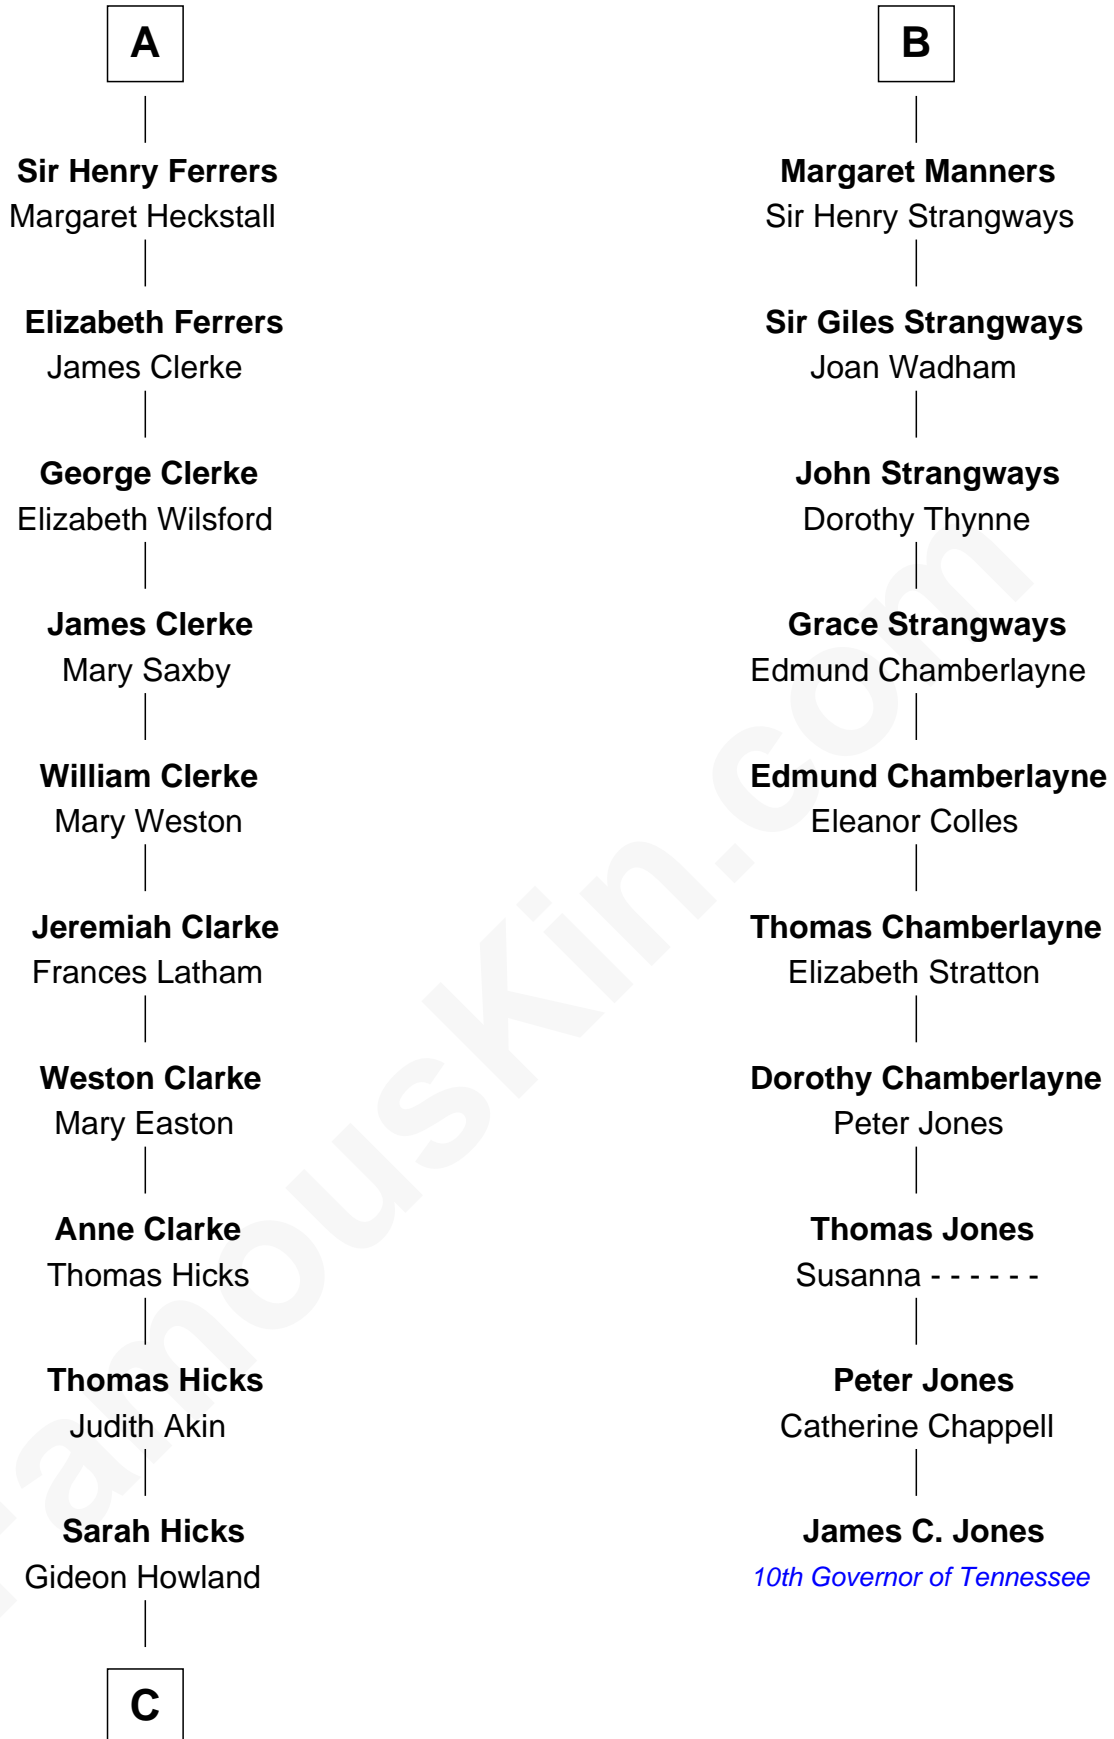 A
Sir Henry Ferrers
Margaret Heckstall
Elizabeth Ferrers
James Clerke
George Clerke
Elizabeth Wilsford
James Clerke
Mary Saxby
William Clerke
Mary Weston
Jeremiah Clarke
Frances Latham
Weston Clarke
Mary Easton
Anne Clarke
Thomas Hicks
Thomas Hicks
Judith Akin
Sarah Hicks
Gideon Howland
C
B
Margaret Manners
Sir Henry Strangways
Sir Giles Strangways
Joan Wadham
John Strangways
Dorothy Thynne
Grace Strangways
Edmund Chamberlayne
Edmund Chamberlayne
Eleanor Colles
Thomas Chamberlayne
Elizabeth Stratton
Dorothy Chamberlayne
Peter Jones
Thomas Jones
Susanna - - - - - -
Peter Jones
Catherine Chappell
James C. Jones
10th Governor of Tennessee
FamousKin.com